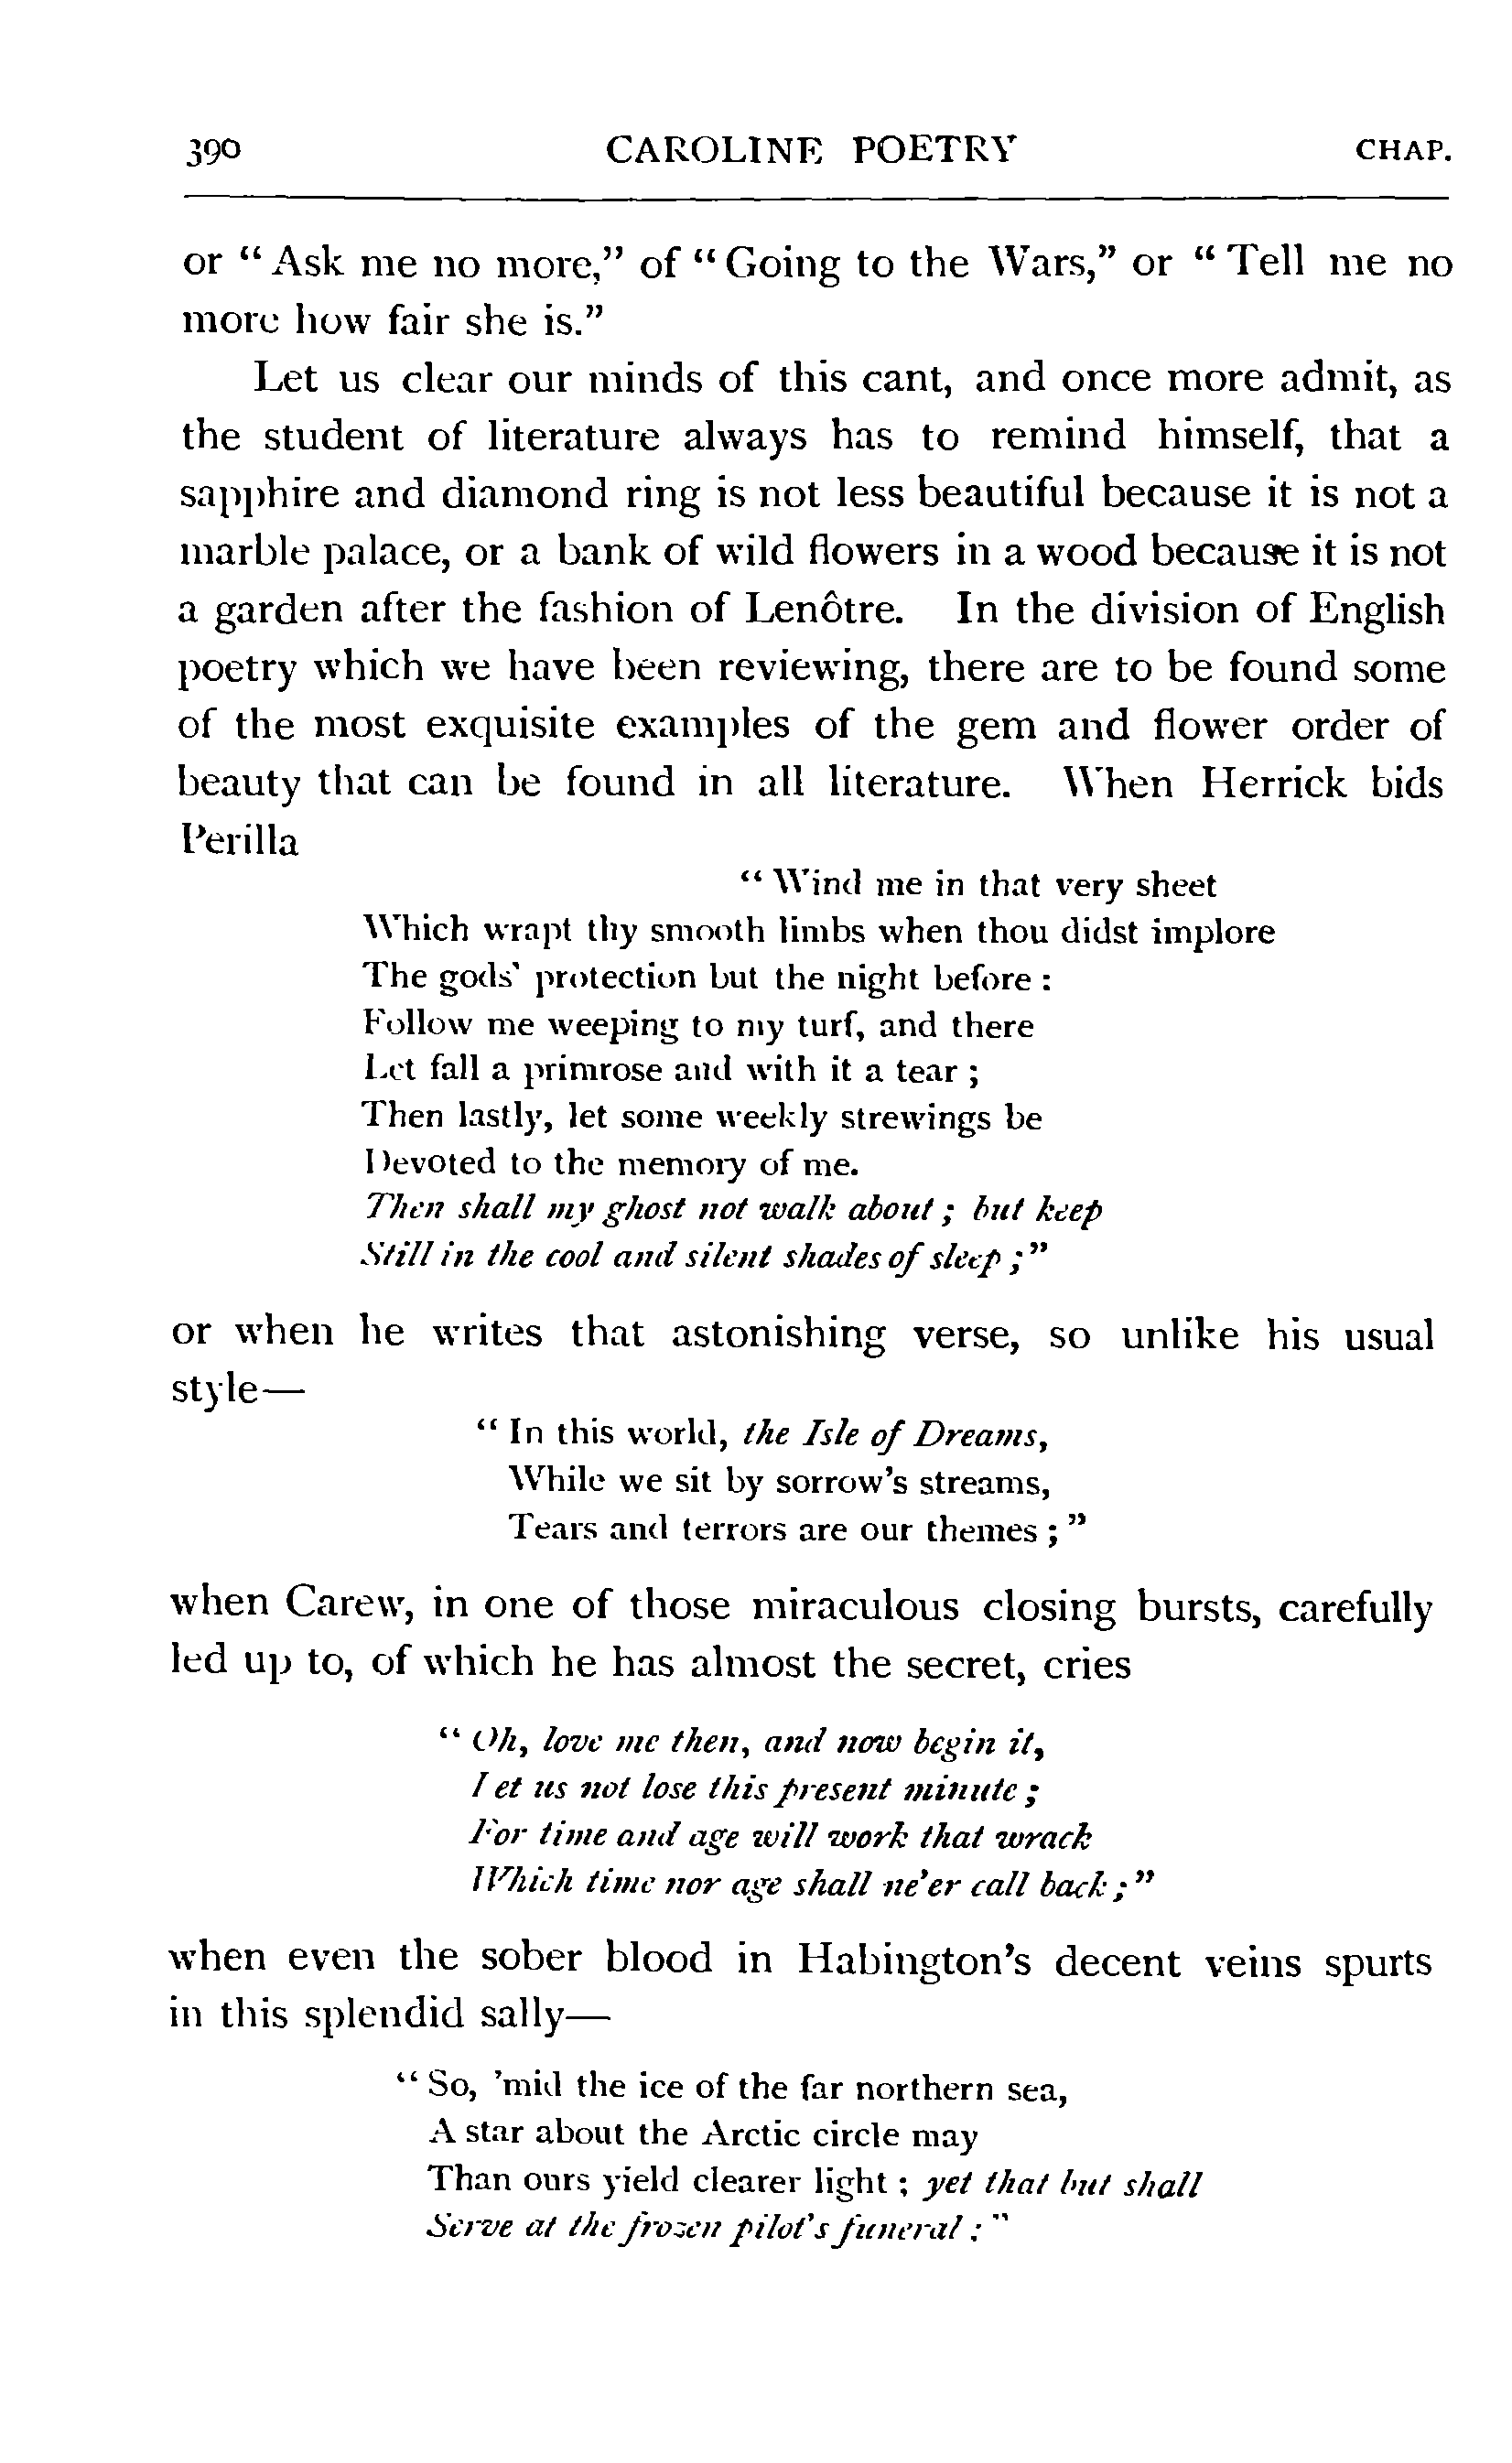 390 CAROLINE POETRY CHAP.
or “Ask me no more,” of “Going to the Wars,” or “Tell me no
more how fair she is.”
Let us clear our minds of this cant, and once more admit, as
the student of literature always has to remind himself, that a
sapphire and diamond ring is not less beautiful because it is not a
marble palace, or a bank of wild flowers in a wood because it is not
a garden after the fashion of Lenôtre. In the division of English
poetry which we have been reviewing, there are to be found some
of the most exquisite examples of the gem and flower order of
beauty that can be found in all literature. When Herrick bids
Perilla
“Wind me in that very sheet
Which wrapt thy smooth limbs when thou didst implore
The gods’ protection but the night before :
Follow me weeping to my turf, and there
Let fall a primrose and with it a tear ;
Then lastly, let some weekly strewings be
Devoted to the memory of me.
Then shall my ghost not walk about ; but keep
Still in the cool and silent shades of sleep ;”
or when he writes that astonishing verse, so unlike his usual
style—
“In this world, the Isle of Dreams,
While we sit by sorrow’s streams,
Tears and terrors are our themes ;”
when Carew, in one of those miraculous closing bursts, carefully
led up to, of which he has almost the secret, cries
“Oh, love me then, and now begin it,
Let us not lose this present minute ;
For time and age will work that wrack
Which time nor age shall ne’er call back ;”
when even the sober blood in Habington’s decent veins spurts
in this splendid sally—
“So, ’mid the ice of the far northern sea,
A star about the Arctic circle may
Than ours yield clearer light ; yet that but shall
Serve at the frozen pilot’s funeral :”